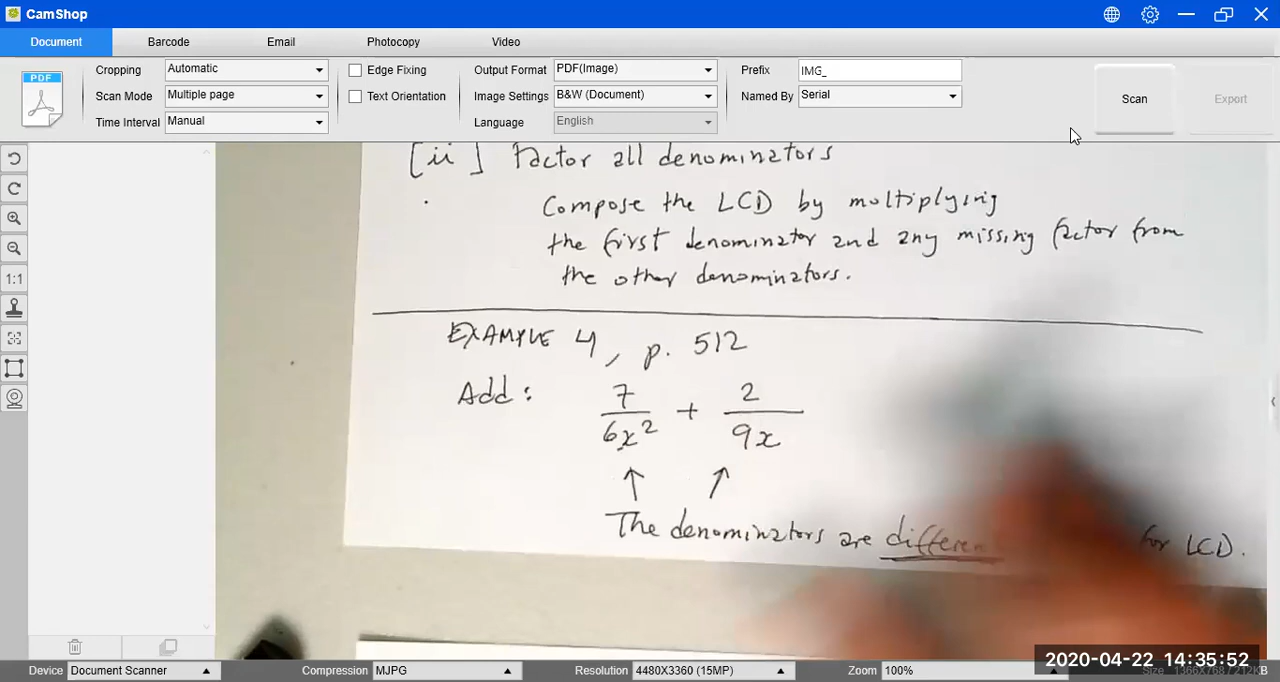 CamShop
Document Barcode Email Photocopy Video
PDF
Cropping Automatic
Edge Fixing
Output Format PDF(Image)
Prefix IMG_
Scan Mode Multiple page
Text Orientation
Image Settings B&W (Document)
Named By Serial
Time Interval Manual
Language English
Scan
Export
1:1
[ii] Factor all denominators
Compose the LCD by multiplying
the first denominator and any missing factor from
the other denominators.
EXAMPLE 4, p. 512
Add: 7/6x² + 2/9x
The denominators are differen for LCD.
2020-04-22 14:35:52
Device Document Scanner Compression MJPG Resolution 4480X3360 (15MP) Zoom 100%